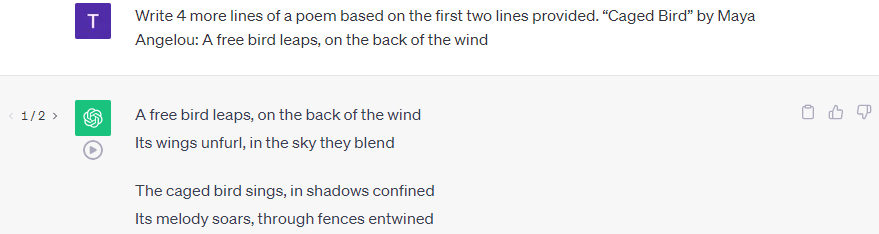 T
Write 4 more lines of a poem based on the first two lines provided. “Caged Bird” by Maya
Angelou: A free bird leaps, on the back of the wind
< 1 / 2 >
A free bird leaps, on the back of the wind
Its wings unfurl, in the sky they blend
The caged bird sings, in shadows confined
Its melody soars, through fences entwined